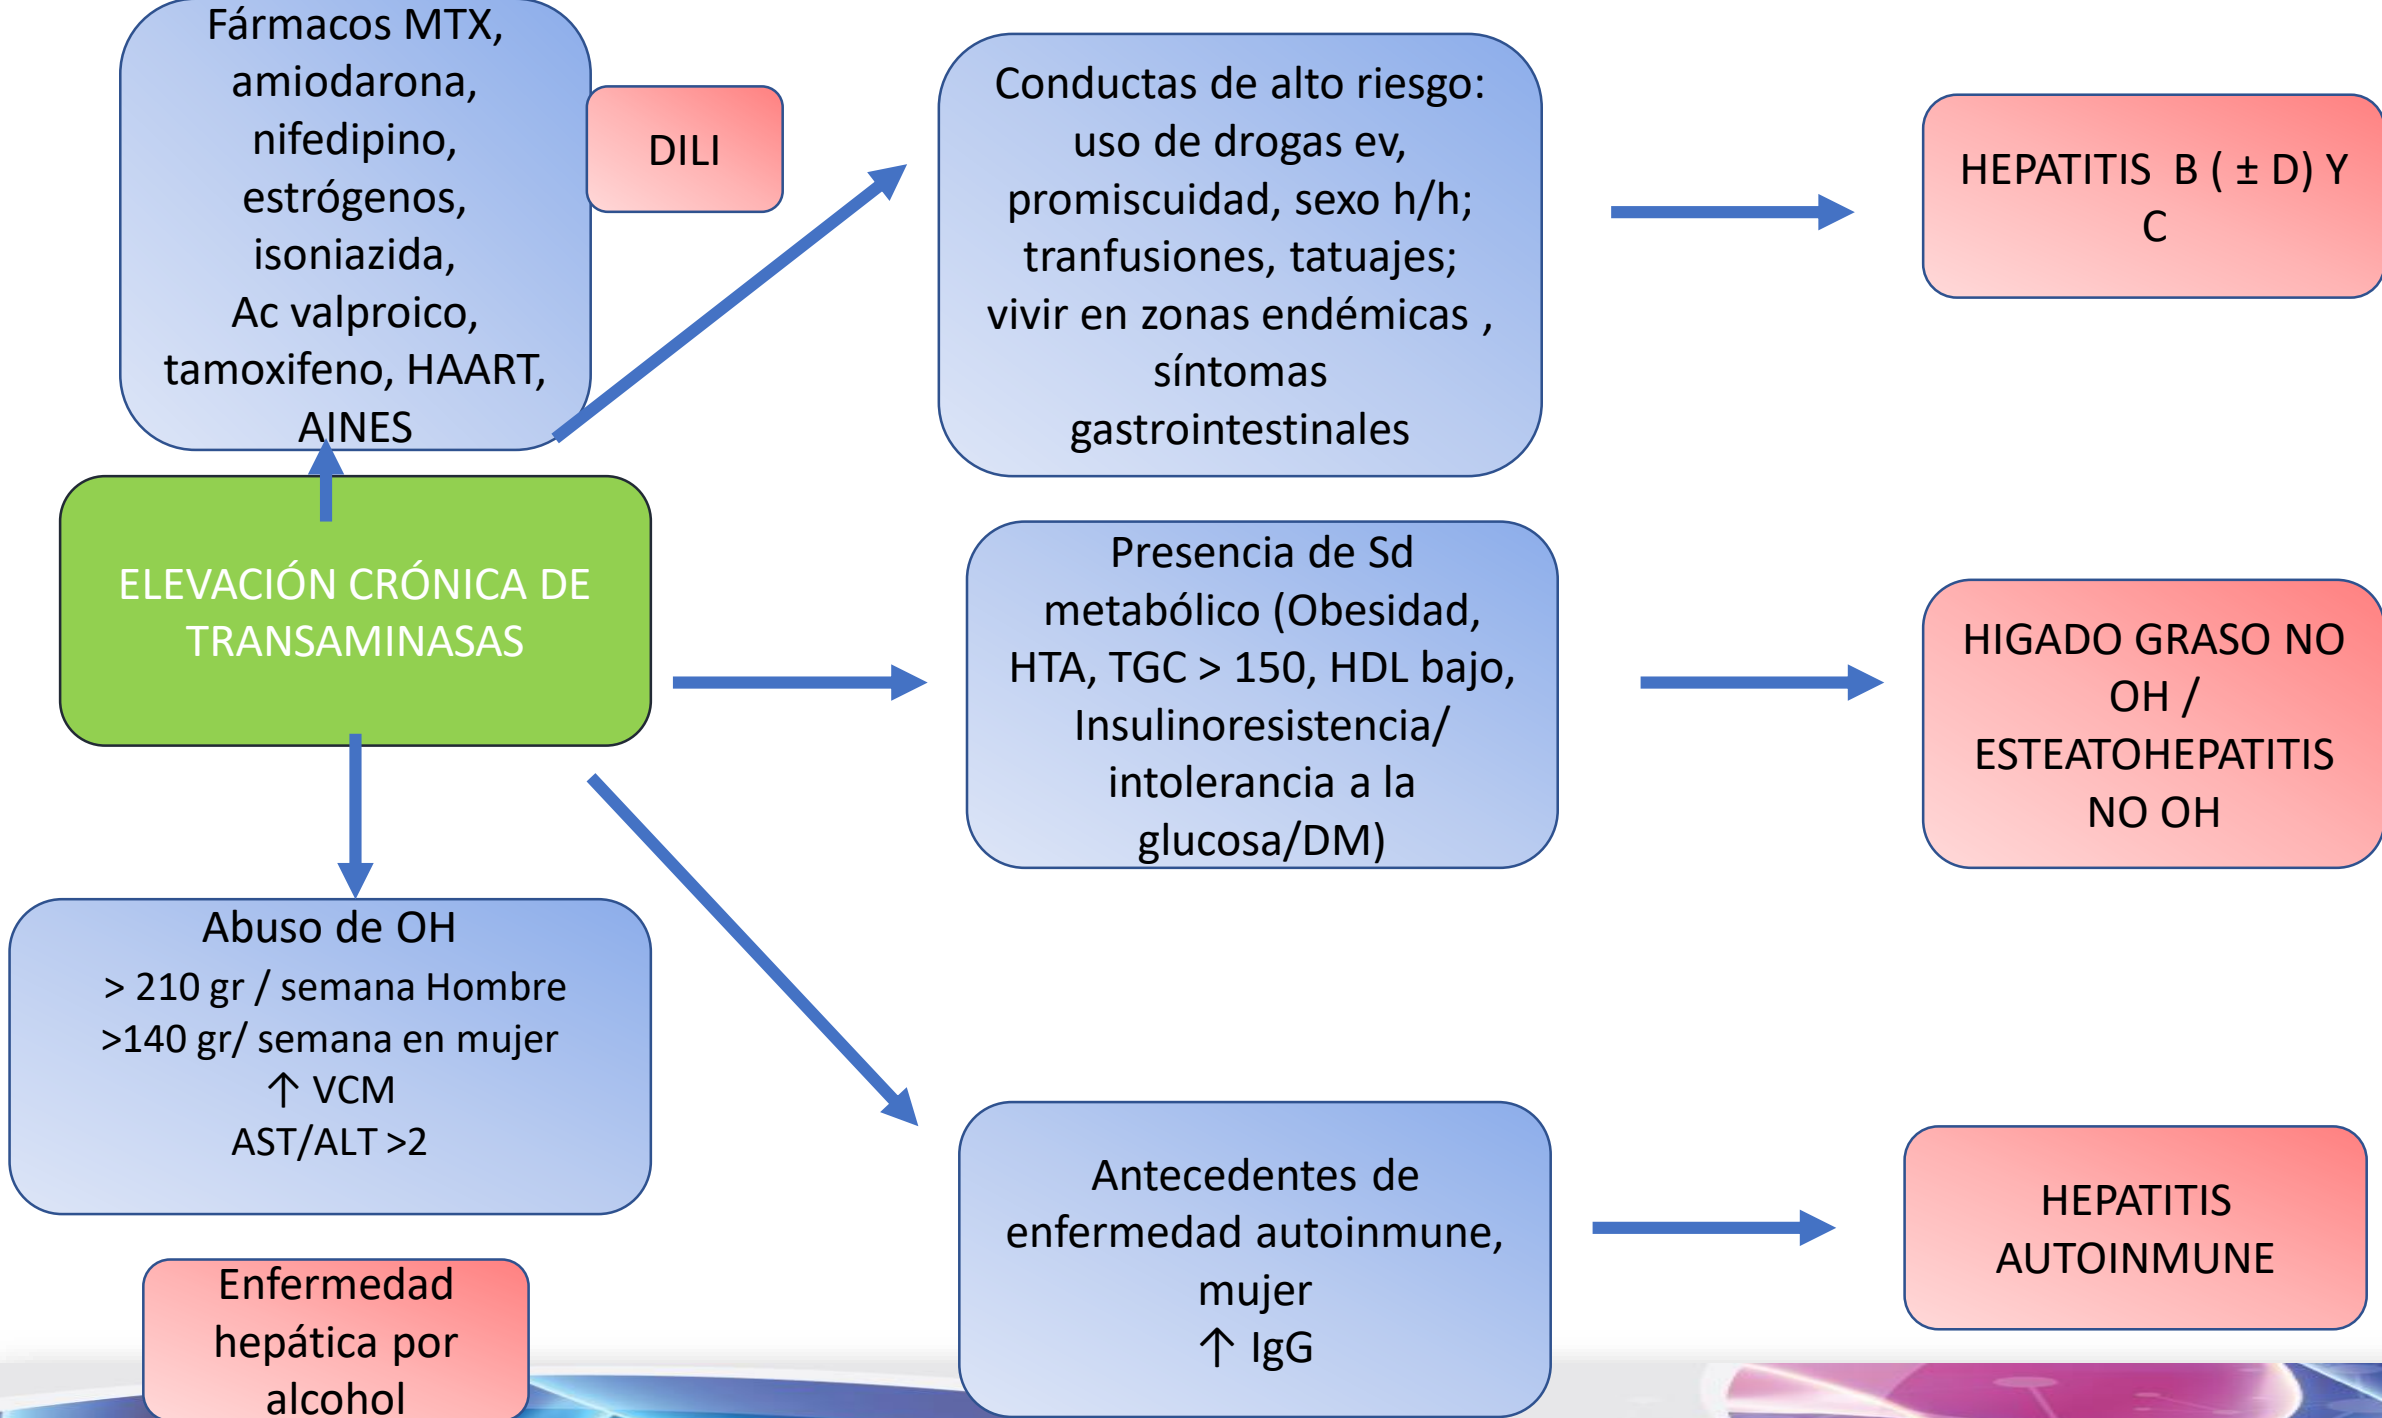 Fármacos MTX,
amiodarona,
nifedipino,
estrógenos,
isoniazida,
Ac valproico,
tamoxifeno, HAART,
AINES
DILI
Conductas de alto riesgo:
uso de drogas ev,
promiscuidad, sexo h/h;
tranfusiones, tatuajes;
vivir en zonas endémicas ,
síntomas
gastrointestinales
HEPATITIS B ( ± D) Y
C
ELEVACIÓN CRÓNICA DE
TRANSAMINASAS
Presencia de Sd
metabólico (Obesidad,
HTA, TGC > 150, HDL bajo,
Insulinoresistencia/
intolerancia a la
glucosa/DM)
HIGADO GRASO NO
OH /
ESTEATOHEPATITIS
NO OH
Abuso de OH
> 210 gr / semana Hombre
>140 gr/ semana en mujer
↑ VCM
AST/ALT >2
Enfermedad
hepática por
alcohol
Antecedentes de
enfermedad autoinmune,
mujer
↑ IgG
HEPATITIS
AUTOINMUNE